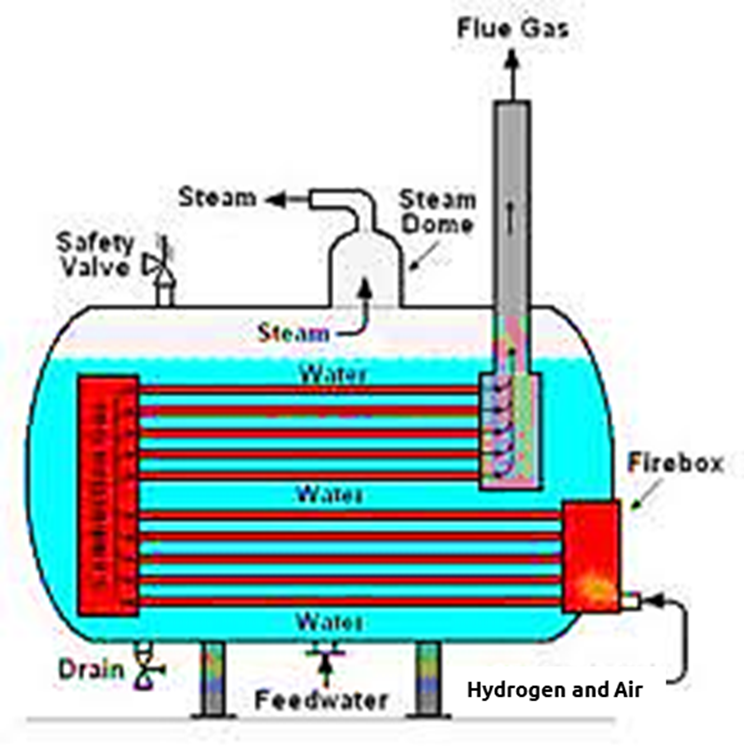 Flue Gas
Steam
Steam
Dome
Safety
Valve
Steam
Water
Firebox
Water
Water
Drain
Feedwater
Hydrogen and Air